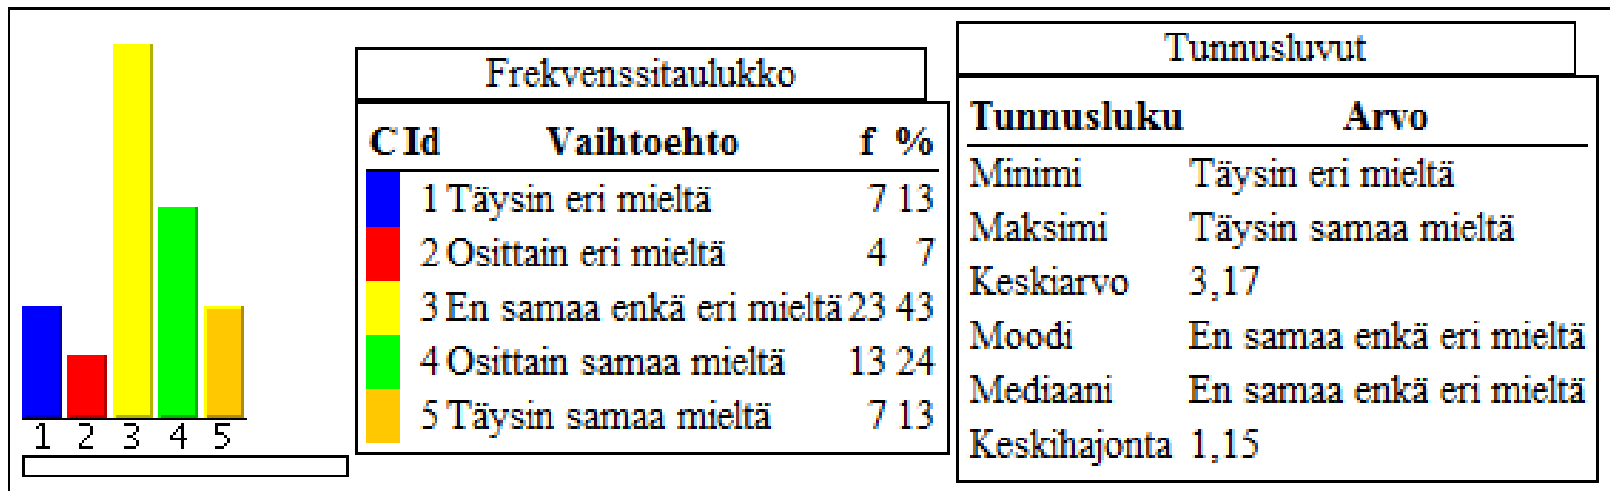 1 2 3 4 5
Frekvenssitaulukko
C Id Vaihtoehto f %
1 Täysin eri mieltä 7 13
2 Osittain eri mieltä 4 7
3 En samaa enkä eri mieltä 23 43
4 Osittain samaa mieltä 13 24
5 Täysin samaa mieltä 7 13
Tunnusluvut
Tunnusluku Arvo
Minimi Täysin eri mieltä
Maksimi Täysin samaa mieltä
Keskiarvo 3,17
Moodi En samaa enkä eri mieltä
Mediaani En samaa enkä eri mieltä
Keskihajonta 1,15